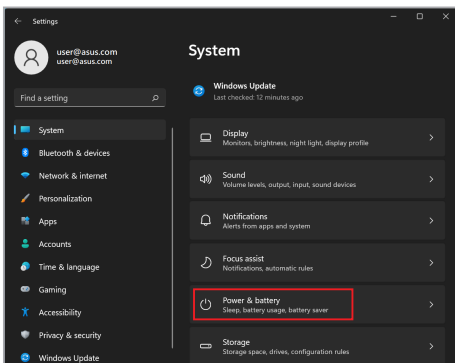 Settings
user@asus.com
user@asus.com
Find a setting
System
Bluetooth & devices
Network & internet
Personalization
Apps
Accounts
Time & language
Gaming
Accessibility
Privacy & security
Windows Update
System
Windows Update
Last checked: 12 minutes ago
Display
Monitors, brightness, night light, display profile
Sound
Volume levels, output, input, sound devices
Notifications
Alerts from apps and system
Focus assist
Notifications, automatic rules
Power & battery
Sleep, battery usage, battery saver
Storage
Storage space, drives, configuration rules